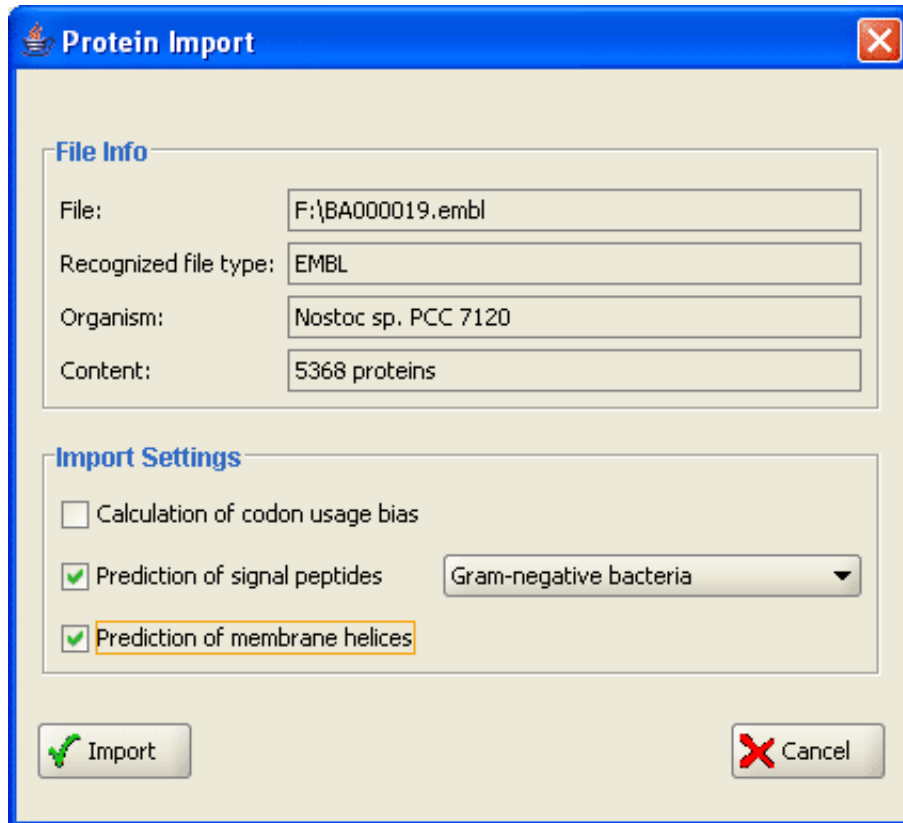 Protein Import
File Info
File: F:\BA000019.embl
Recognized file type: EMBL
Organism: Nostoc sp. PCC 7120
Content: 5368 proteins
Import Settings
Calculation of codon usage bias
Prediction of signal peptides Gram-negative bacteria
Prediction of membrane helices
Import Cancel